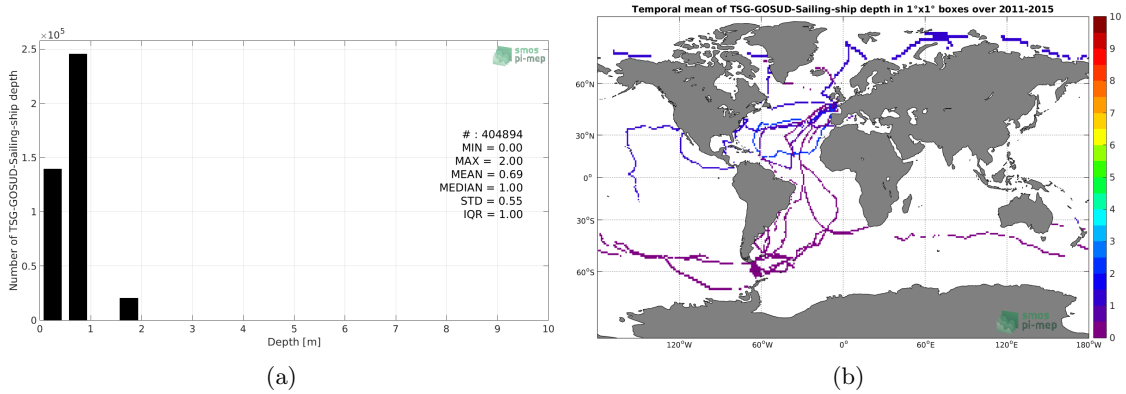 ×10⁵
2.5
2
1.5
1
0.5
0
0 1 2 3 4 5 6 7 8 9 10
Number of TSG-GOSUD-Sailing-ship depth
Depth [m]
smos
pi-mep
# : 404894
MIN = 0.00
MAX = 2.00
MEAN = 0.69
MEDIAN = 1.00
STD = 0.55
IQR = 1.00
(a)
Temporal mean of TSG-GOSUD-Sailing-ship depth in 1°x1° boxes over 2011-2015
60°N
30°N
0°
30°S
60°S
120°W 60°W 0° 60°E 120°E 180°W
smos
pi-mep
10
9
8
7
6
5
4
3
2
1
0
(b)